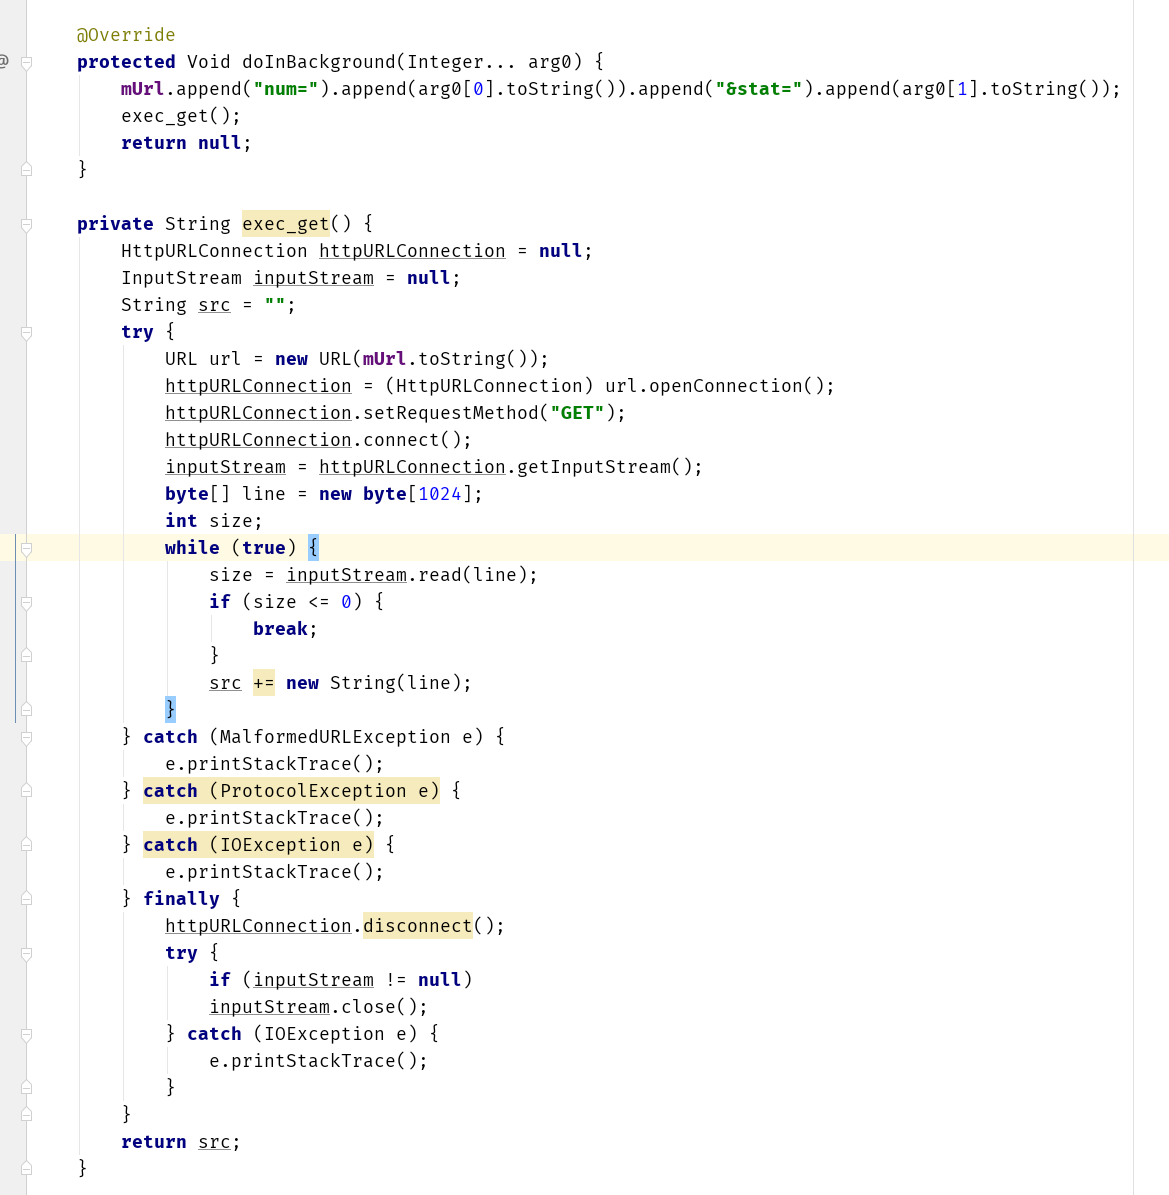 @Override
@ protected Void doInBackground(Integer... arg0) {
mUrl.append("num=").append(arg0[0].toString()).append("&stat=").append(arg0[1].toString());
exec_get();
return null;
}
private String exec_get() {
HttpURLConnection httpURLConnection = null;
InputStream inputStream = null;
String src = "";
try {
URL url = new URL(mUrl.toString());
httpURLConnection = (HttpURLConnection) url.openConnection();
httpURLConnection.setRequestMethod("GET");
httpURLConnection.connect();
inputStream = httpURLConnection.getInputStream();
byte[] line = new byte[1024];
int size;
while (true) {
size = inputStream.read(line);
if (size <= 0) {
break;
}
src += new String(line);
}
} catch (MalformedURLException e) {
e.printStackTrace();
} catch (ProtocolException e) {
e.printStackTrace();
} catch (IOException e) {
e.printStackTrace();
} finally {
httpURLConnection.disconnect();
try {
if (inputStream != null)
inputStream.close();
} catch (IOException e) {
e.printStackTrace();
}
}
return src;
}